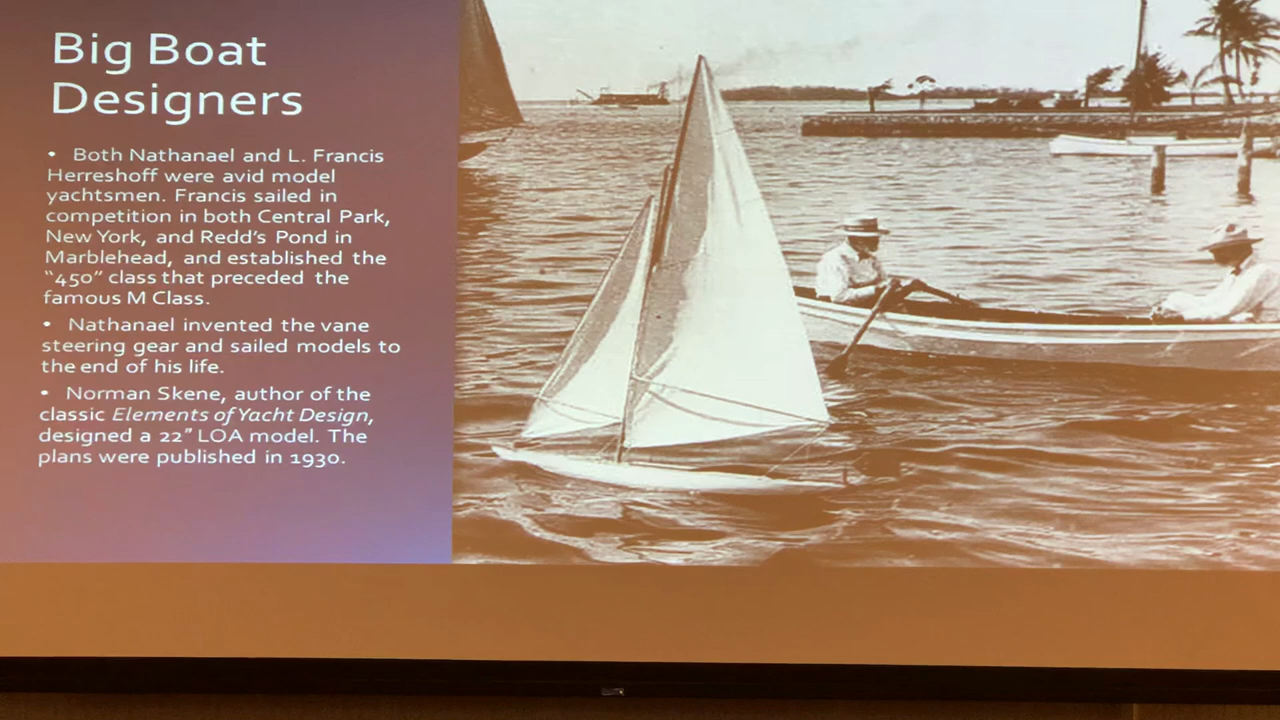 Big Boat
Designers
• Both Nathanael and L. Francis
Herreshoff were avid model
yachtsmen. Francis sailed in
competition in both Central Park,
New York, and Redd's Pond in
Marblehead, and established the
"450" class that preceded the
famous M Class.
• Nathanael invented the vane
steering gear and sailed models to
the end of his life.
• Norman Skene, author of the
classic Elements of Yacht Design,
designed a 22" LOA model. The
plans were published in 1930.